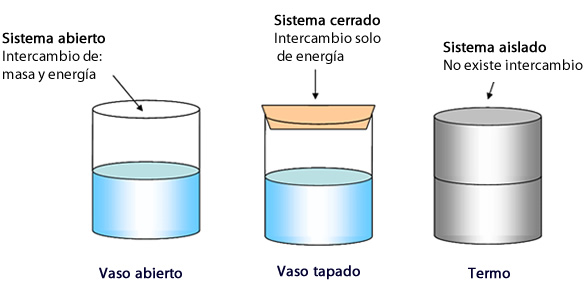 Sistema abierto
Intercambio de:
masa y energía
Sistema cerrado
Intercambio solo
de energía
Sistema aislado
No existe intercambio
Vaso abierto
Vaso tapado
Termo